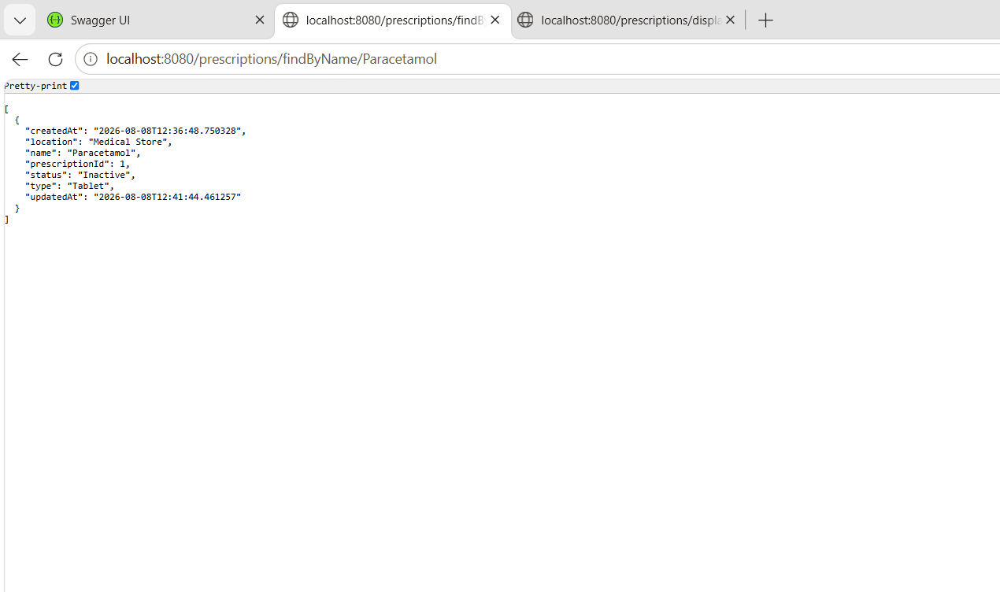 Swagger UI
localhost:8080/prescriptions/findB
localhost:8080/prescriptions/displa
localhost:8080/prescriptions/findByName/Paracetamol
Pretty-print
[
  {
    "createdAt": "2026-08-08T12:36:48.750328",
    "location": "Medical Store",
    "name": "Paracetamol",
    "prescriptionId": 1,
    "status": "Inactive",
    "type": "Tablet",
    "updatedAt": "2026-08-08T12:41:44.461257"
  }
]